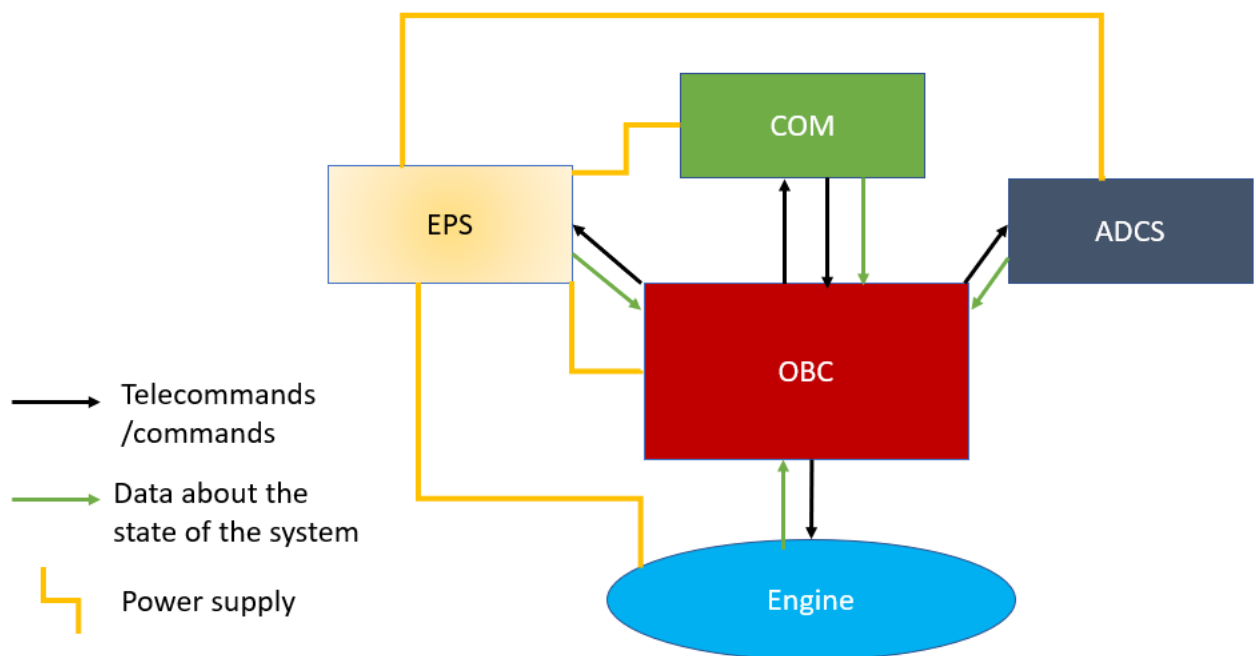 COM
EPS
ADCS
OBC
Telecommands
/commands
Data about the
state of the system
Power supply
Engine